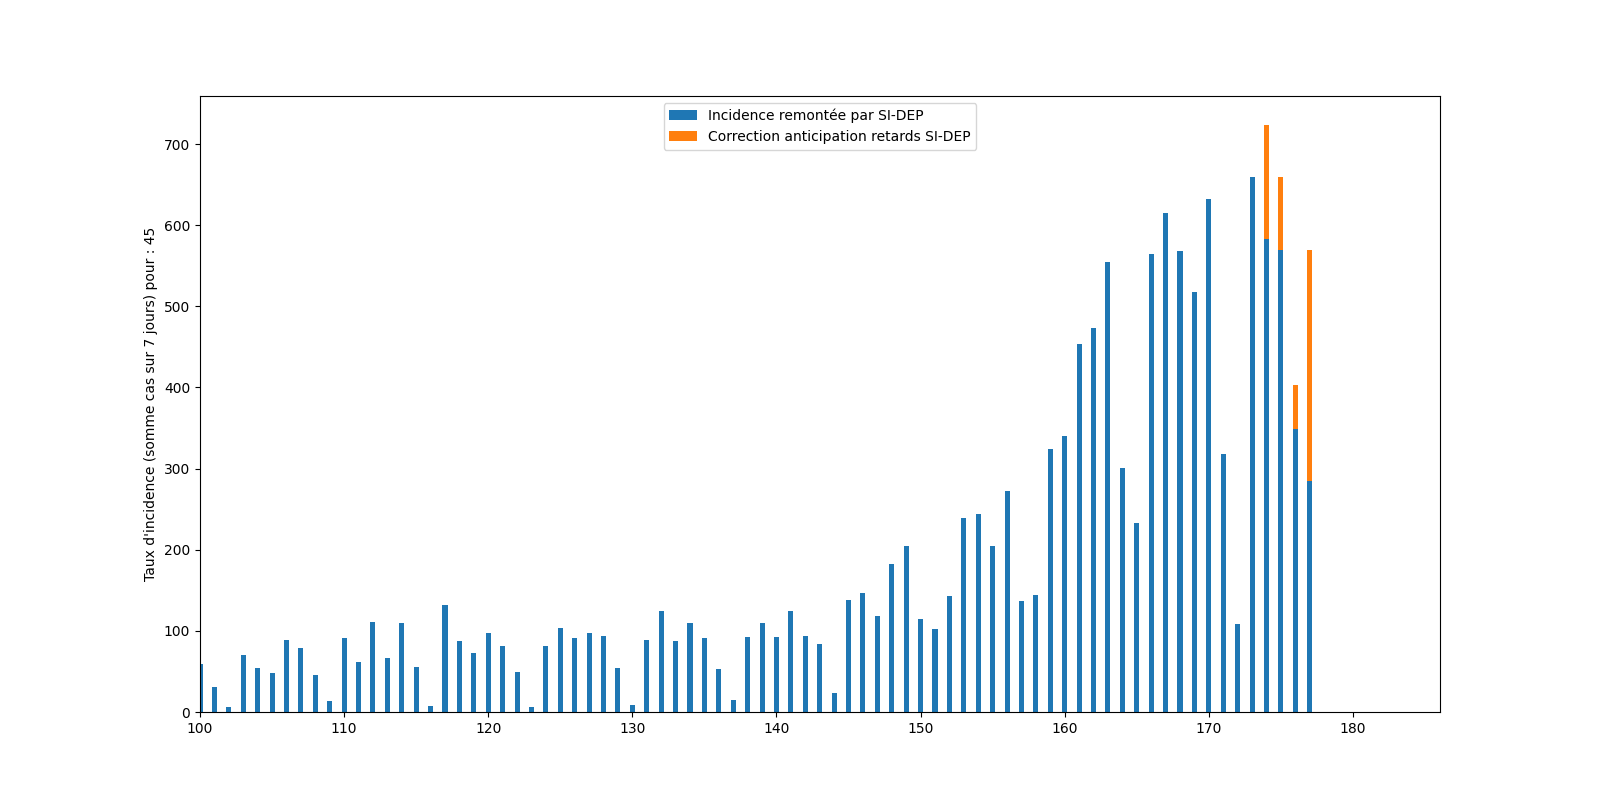 Incidence remontée par SI-DEP
Correction anticipation retards SI-DEP
Taux d'incidence (somme cas sur 7 jours) pour : 45
700
600
500
400
300
200
100
0
100 110 120 130 140 150 160 170 180